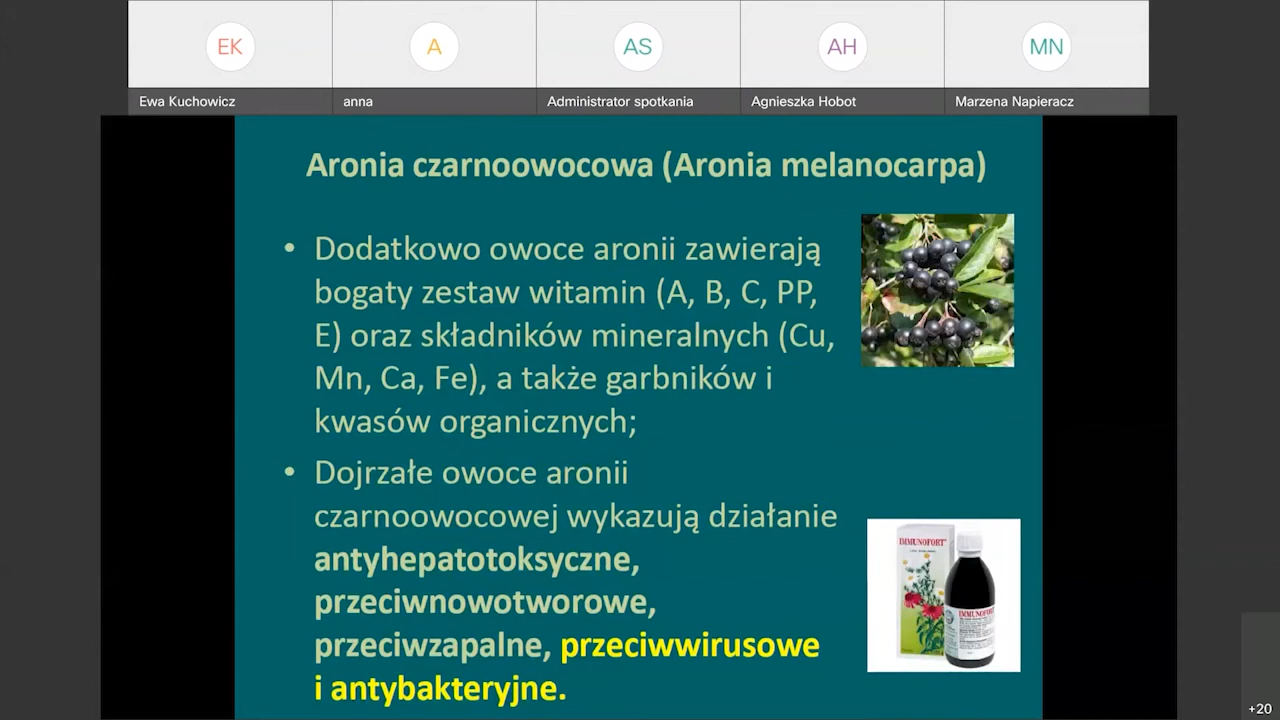 EK
A
AS
AH
MN
Ewa Kuchowicz
anna
Administrator spotkania
Agnieszka Hobot
Marzena Napieracz
Aronia czarnoowocowa (Aronia melanocarpa)
• Dodatkowo owoce aronii zawierają
bogaty zestaw witamin (A, B, C, PP,
E) oraz składników mineralnych (Cu,
Mn, Ca, Fe), a także garbników i
kwasów organicznych;
• Dojrzałe owoce aronii
czarnoowocowej wykazują działanie
antyhepatotoksyczne,
przeciwnowotworowe,
przeciwzapalne, przeciwwirusowe
i antybakteryjne.
IMMUNOFORT
IMMUNOFORT
+20